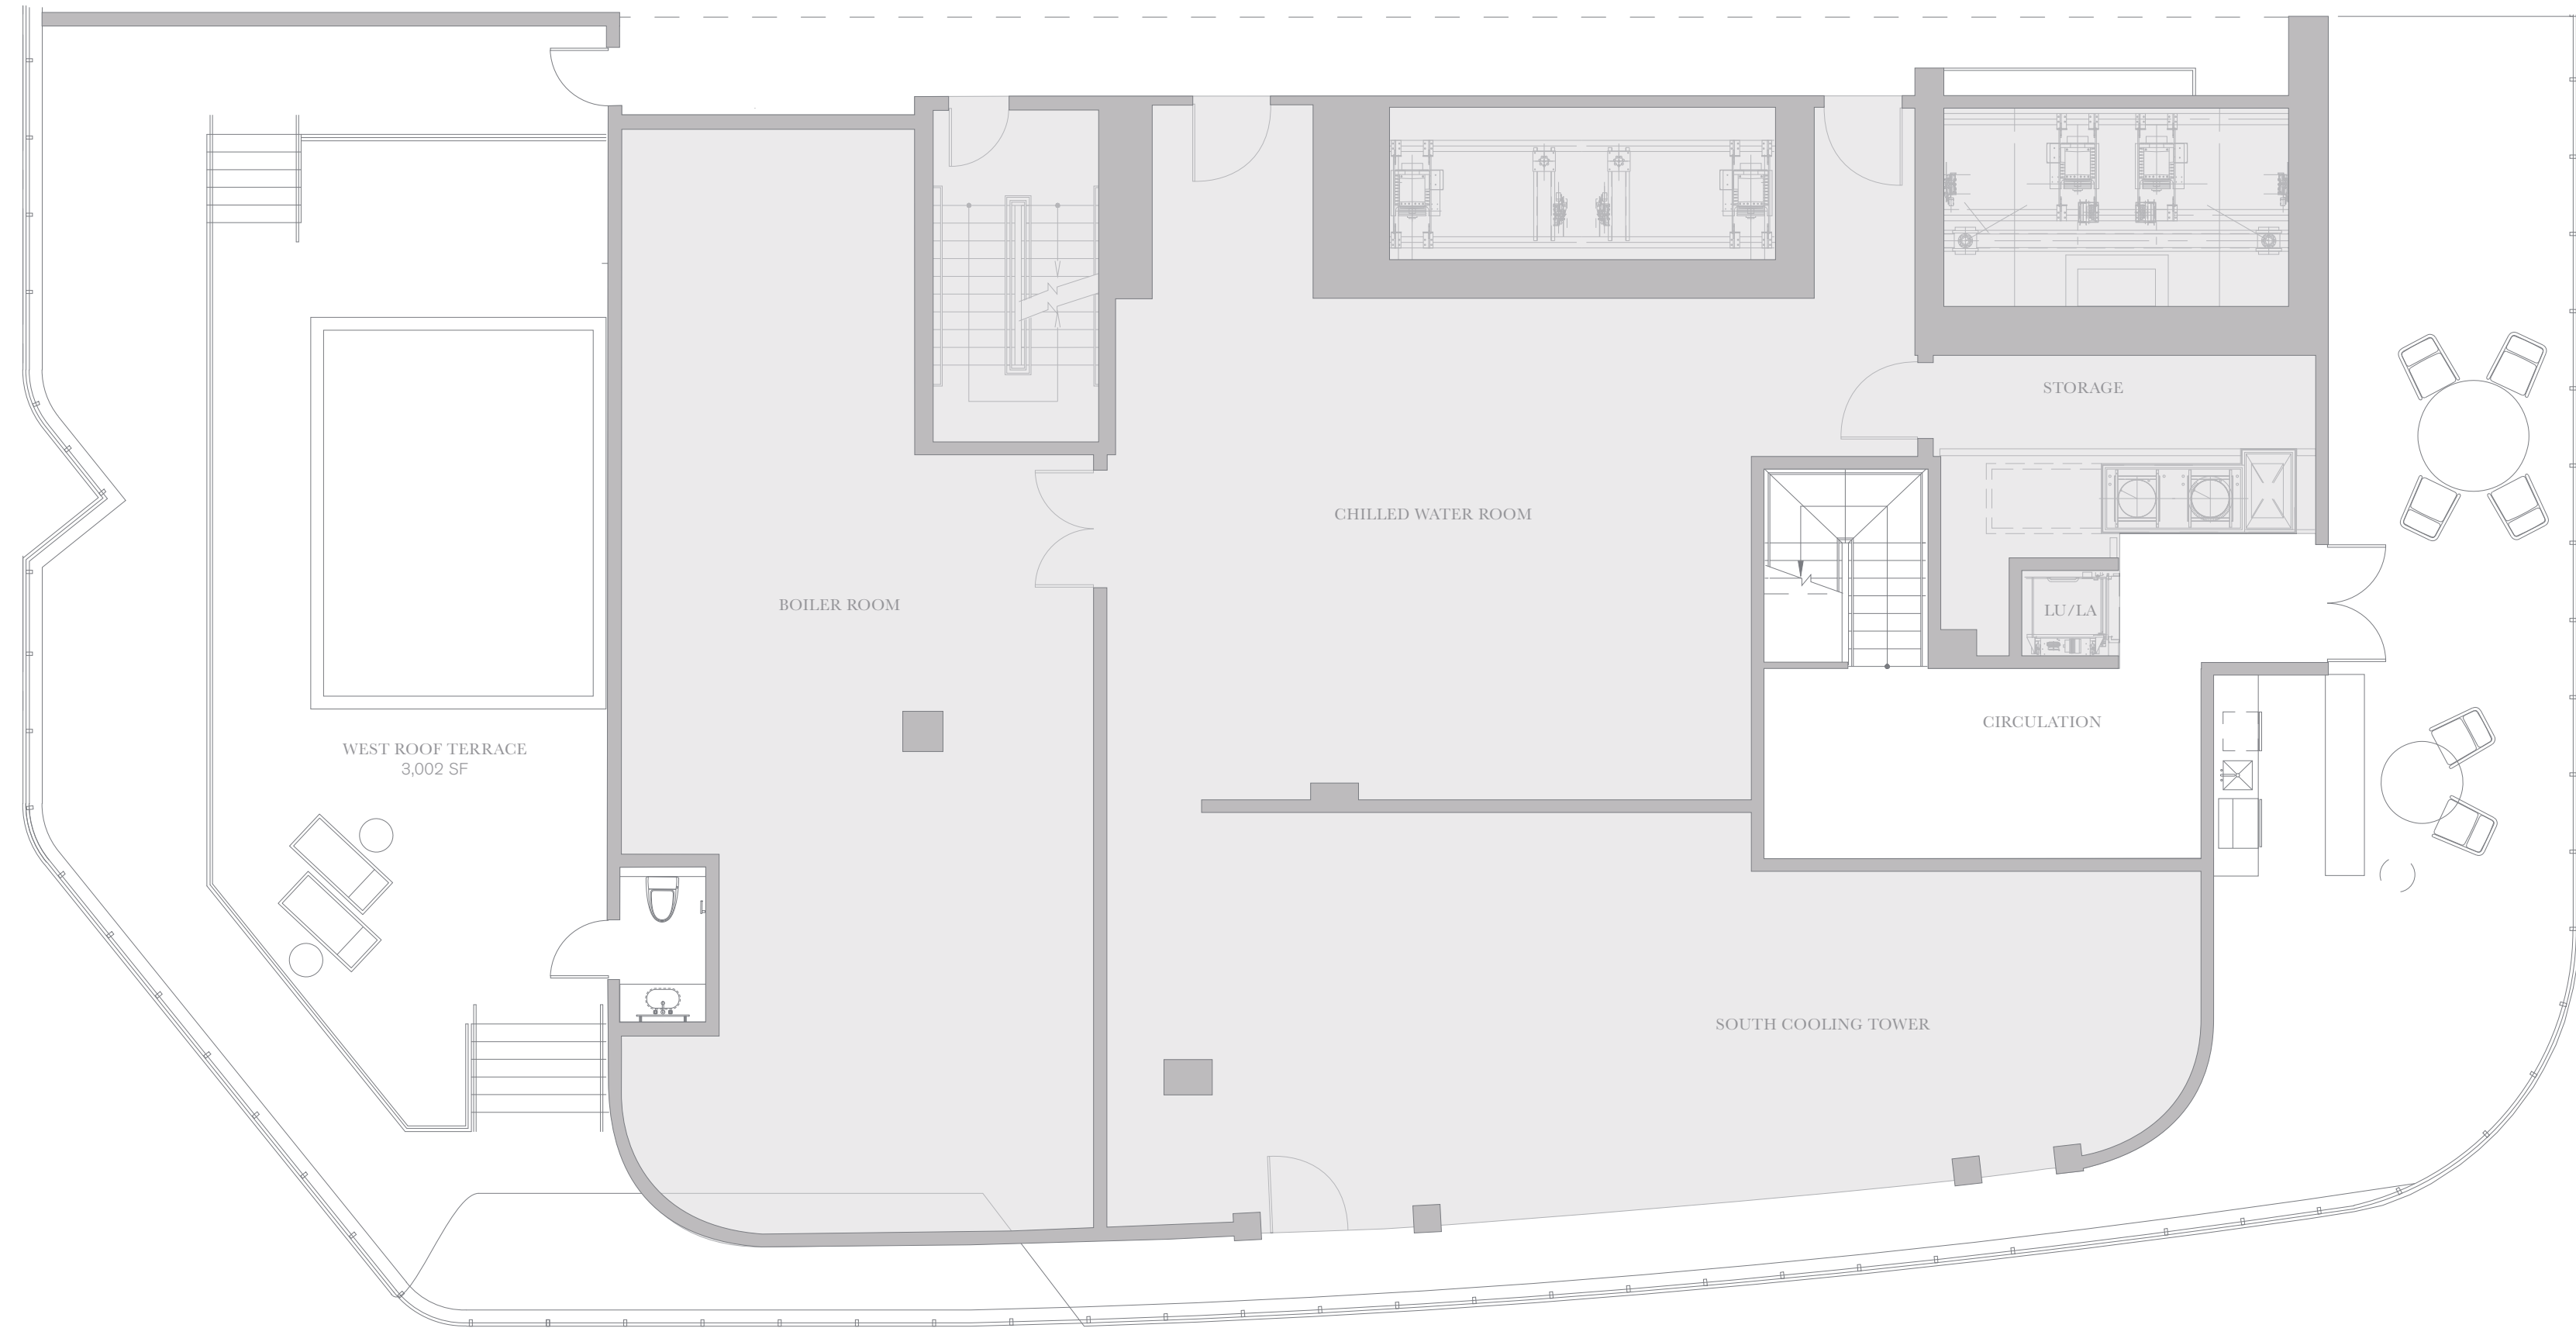 STORAGE
CHILLED WATER ROOM
BOILER ROOM
LU/LA
CIRCULATION
WEST ROOF TERRACE
3,002 SF
SOUTH COOLING TOWER